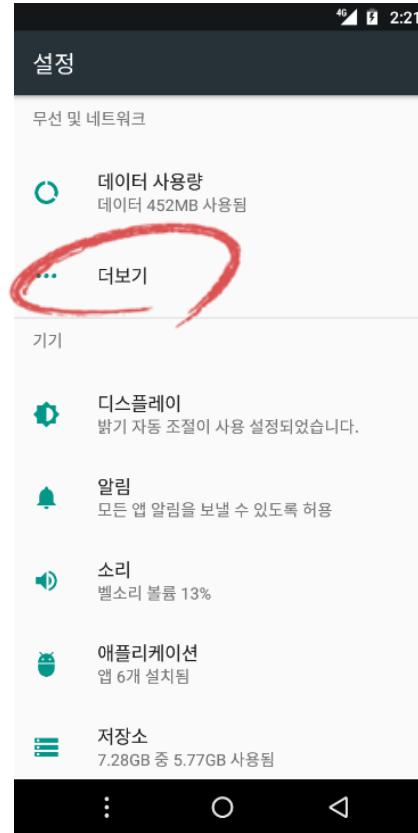 4G 2:21
설정
무선 및 네트워크
데이터 사용량
데이터 452MB 사용됨
더보기
기기
디스플레이
밝기 자동 조절이 사용 설정되었습니다.
알림
모든 앱 알림을 보낼 수 있도록 허용
소리
벨소리 볼륨 13%
애플리케이션
앱 6개 설치됨
저장소
7.28GB 중 5.77GB 사용됨